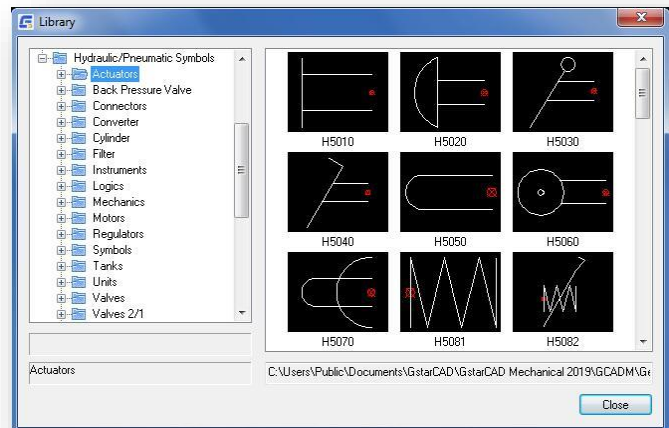 Library
Hydraulic/Pneumatic Symbols
Actuators
Back Pressure Valve
Connectors
Converter
Cylinder
Filter
Instruments
Logics
Mechanics
Motors
Regulators
Symbols
Tanks
Units
Valves
Valves 2/1
H5010 H5020 H5030
H5040 H5050 H5060
H5070 H5081 H5082
Actuators
C:\Users\Public\Documents\GstarCAD\GstarCAD Mechanical 2019\GCADM\Ge
Close